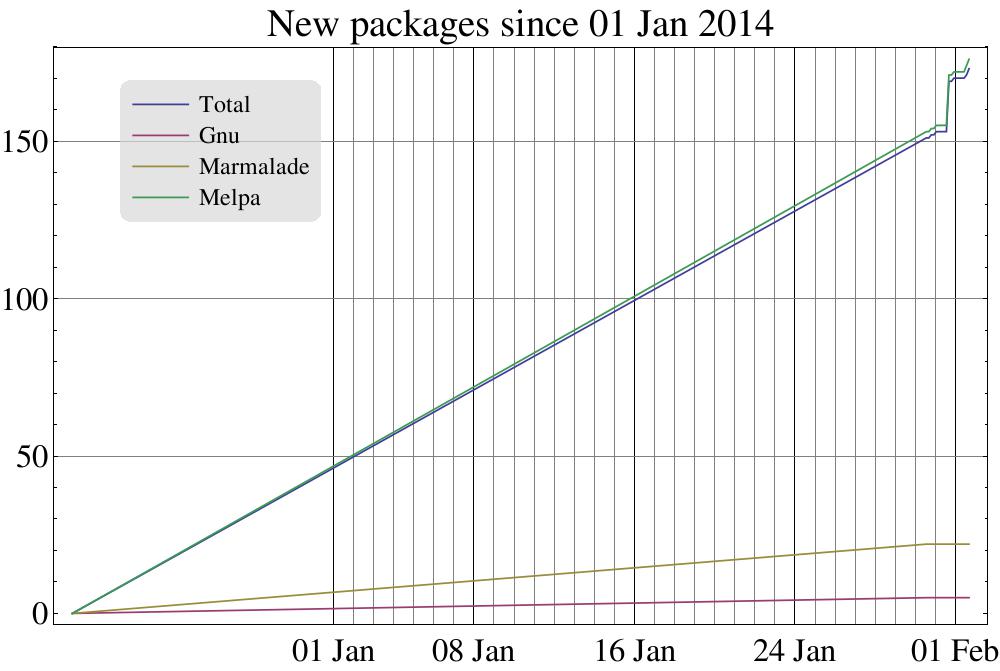 New packages since 01 Jan 2014
Total
Gnu
Marmalade
Melpa
150
100
50
0
01 Jan 08 Jan 16 Jan 24 Jan 01 Feb